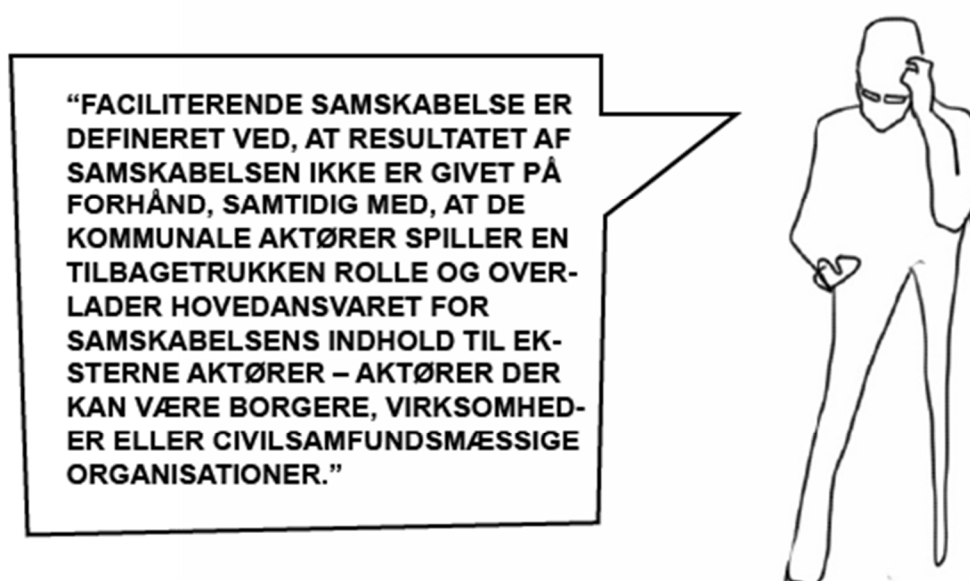 “FACILITERENDE SAMSKABELSE ER
DEFINERET VED, AT RESULTATET AF
SAMSKABELSEN IKKE ER GIVET PÅ
FORHÅND, SAMTIDIG MED, AT DE
KOMMUNALE AKTØRER SPILLER EN
TILBAGETRUKKEN ROLLE OG OVER-
LADER HOVEDANSVARET FOR
SAMSKABELSENS INDHOLD TIL EK-
STERNE AKTØRER – AKTØRER DER
KAN VÆRE BORGERE, VIRKSOMHED-
ER ELLER CIVILSAMFUNDSMÆSSIGE
ORGANISATIONER.”